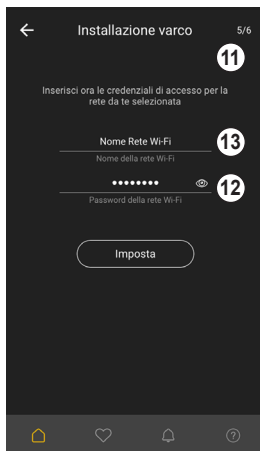 Installazione varco 5/6
11
Inserisci ora le credenziali di accesso per la
rete da te selezionata
Nome Rete Wi-Fi 13
Nome della rete Wi-Fi
•••••••• 12
Password della rete Wi-Fi
Imposta
?